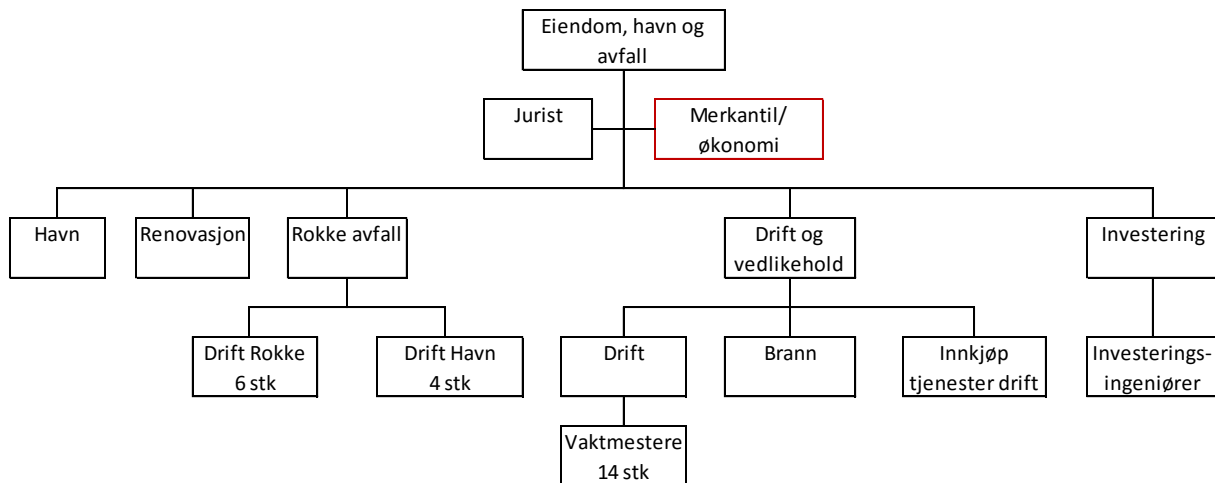 Eiendom, havn og
avfall
Jurist
Merkantil/
økonomi
Havn
Renovasjon
Rokke avfall
Drift og
vedlikehold
Investering
Drift Rokke
6 stk
Drift Havn
4 stk
Drift
Brann
Innkjøp
tjenester drift
Investerings-
ingeniører
Vaktmestere
14 stk